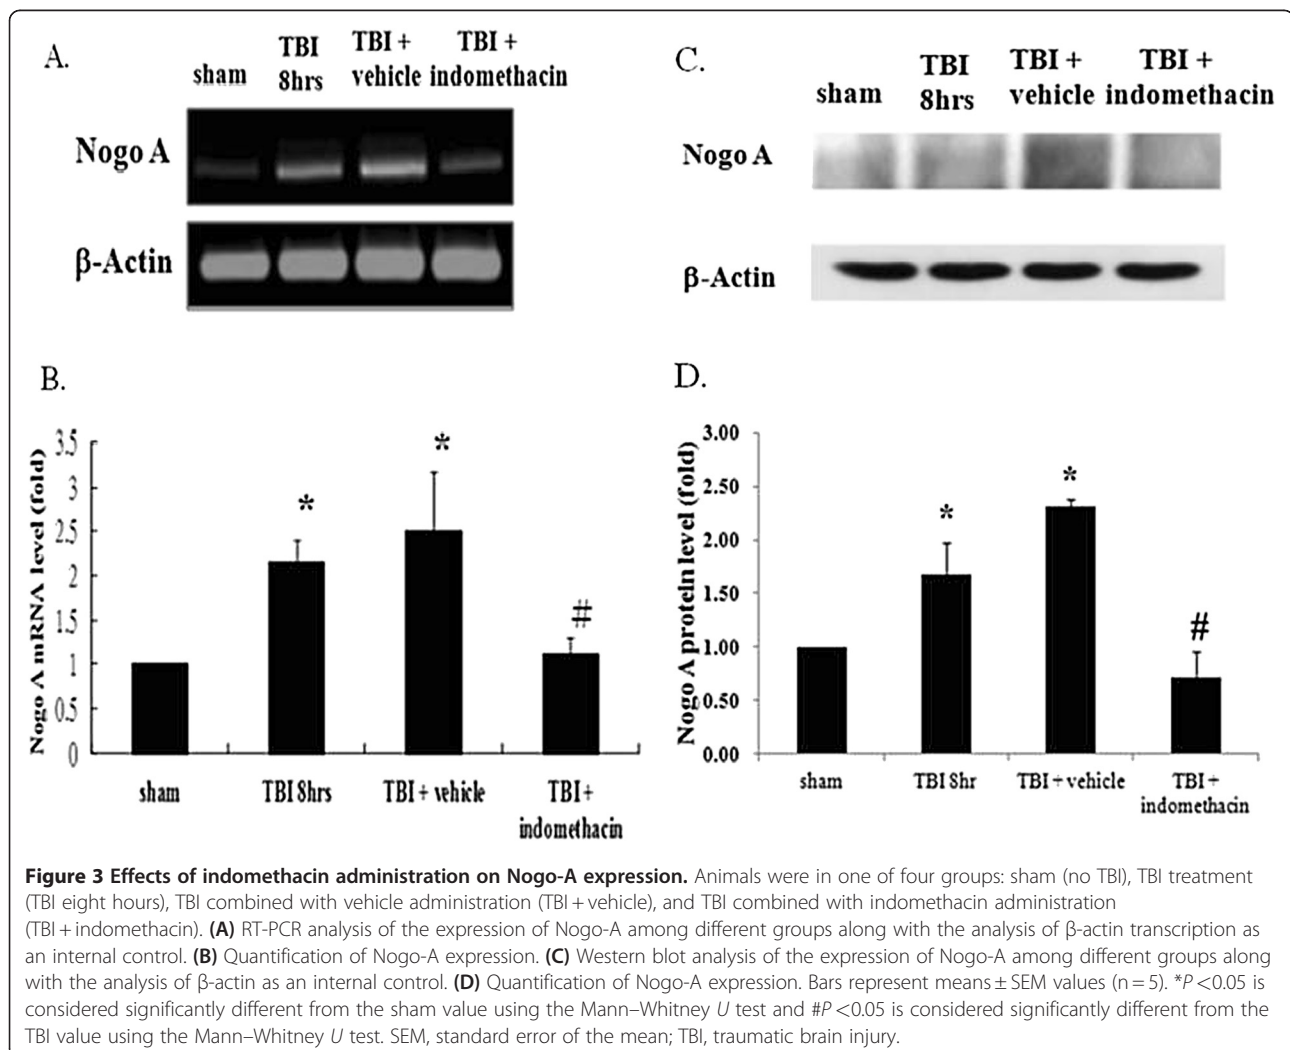 A.
sham
TBI
8hrs
TBI +
vehicle
TBI +
indomethacin
Nogo A
β-Actin
C.
sham
TBI
8hrs
TBI +
vehicle
TBI +
indomethacin
Nogo A
β-Actin
B.
Nogo A mRNA level (fold)
3.5
3
2.5
2
1.5
1
0.5
0
*
*
#
sham
TBI 8hrs
TBI + vehicle
TBI +
indomethacin
D.
Nogo A protein level (fold)
3.00
2.50
2.00
1.50
1.00
0.50
0.00
*
*
#
sham
TBI 8hr
TBI + vehicle
TBI +
indomethacin
Figure 3 Effects of indomethacin administration on Nogo-A expression. Animals were in one of four groups: sham (no TBI), TBI treatment
(TBI eight hours), TBI combined with vehicle administration (TBI + vehicle), and TBI combined with indomethacin administration
(TBI + indomethacin). (A) RT-PCR analysis of the expression of Nogo-A among different groups along with the analysis of β-actin transcription as
an internal control. (B) Quantification of Nogo-A expression. (C) Western blot analysis of the expression of Nogo-A among different groups along
with the analysis of β-actin as an internal control. (D) Quantification of Nogo-A expression. Bars represent means ± SEM values (n = 5). *P <0.05 is
considered significantly different from the sham value using the Mann–Whitney U test and #P <0.05 is considered significantly different from the
TBI value using the Mann–Whitney U test. SEM, standard error of the mean; TBI, traumatic brain injury.